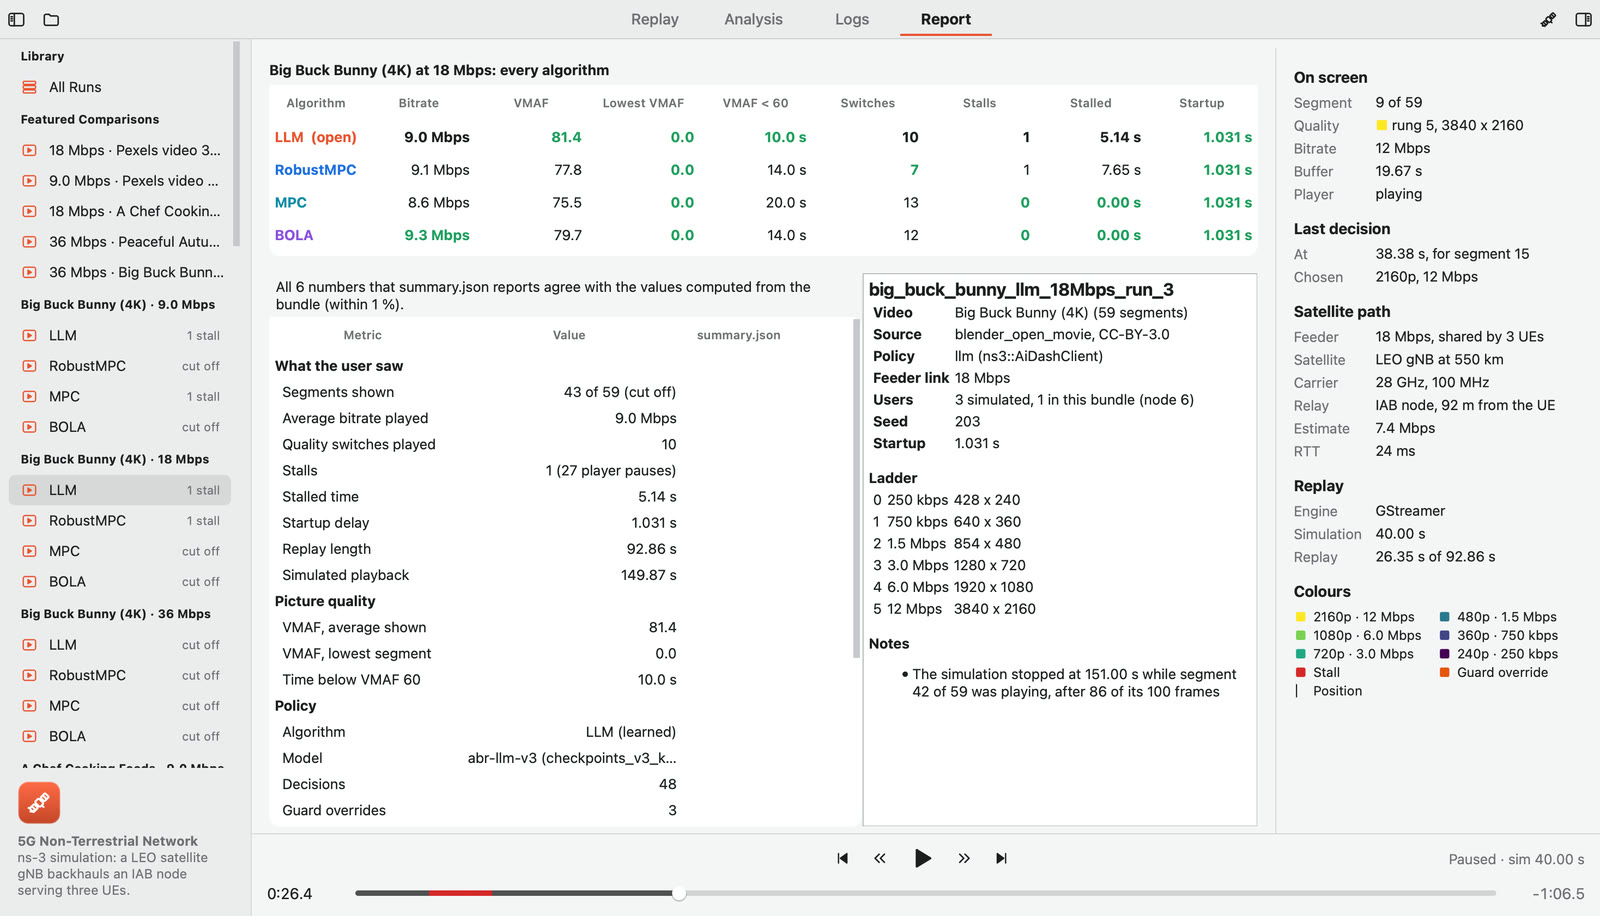 Replay Analysis Logs Report
Library
All Runs
Featured Comparisons
18 Mbps · Pexels video 3...
9.0 Mbps · Pexels video ...
18 Mbps · A Chef Cookin...
36 Mbps · Peaceful Autu...
36 Mbps · Big Buck Bunn...
Big Buck Bunny (4K) · 9.0 Mbps
LLM 1 stall
RobustMPC cut off
MPC 1 stall
BOLA cut off
Big Buck Bunny (4K) · 18 Mbps
LLM 1 stall
RobustMPC 1 stall
MPC cut off
BOLA cut off
Big Buck Bunny (4K) · 36 Mbps
LLM cut off
RobustMPC cut off
MPC cut off
BOLA cut off
A Chef Cooking Foods · 9.0 Mbps
5G Non-Terrestrial Network
ns-3 simulation: a LEO satellite
gNB backhauls an IAB node
serving three UEs.
Big Buck Bunny (4K) at 18 Mbps: every algorithm
Algorithm Bitrate VMAF Lowest VMAF VMAF < 60 Switches Stalls Stalled Startup
LLM (open) 9.0 Mbps 81.4 0.0 10.0 s 10 1 5.14 s 1.031 s
RobustMPC 9.1 Mbps 77.8 0.0 14.0 s 7 1 7.65 s 1.031 s
MPC 8.6 Mbps 75.5 0.0 20.0 s 13 0 0.00 s 1.031 s
BOLA 9.3 Mbps 79.7 0.0 14.0 s 12 0 0.00 s 1.031 s
All 6 numbers that summary.json reports agree with the values computed from the
bundle (within 1 %).
Metric Value summary.json
What the user saw
Segments shown 43 of 59 (cut off)
Average bitrate played 9.0 Mbps
Quality switches played 10
Stalls 1 (27 player pauses)
Stalled time 5.14 s
Startup delay 1.031 s
Replay length 92.86 s
Simulated playback 149.87 s
Picture quality
VMAF, average shown 81.4
VMAF, lowest segment 0.0
Time below VMAF 60 10.0 s
Policy
Algorithm LLM (learned)
Model abr-llm-v3 (checkpoints_v3_k...
Decisions 48
Guard overrides 3
big_buck_bunny_llm_18Mbps_run_3
Video Big Buck Bunny (4K) (59 segments)
Source blender_open_movie, CC-BY-3.0
Policy llm (ns3::AiDashClient)
Feeder link 18 Mbps
Users 3 simulated, 1 in this bundle (node 6)
Seed 203
Startup 1.031 s
Ladder
0 250 kbps 428 x 240
1 750 kbps 640 x 360
2 1.5 Mbps 854 x 480
3 3.0 Mbps 1280 x 720
4 6.0 Mbps 1920 x 1080
5 12 Mbps 3840 x 2160
Notes
• The simulation stopped at 151.00 s while segment
42 of 59 was playing, after 86 of its 100 frames
On screen
Segment 9 of 59
Quality rung 5, 3840 x 2160
Bitrate 12 Mbps
Buffer 19.67 s
Player playing
Last decision
At 38.38 s, for segment 15
Chosen 2160p, 12 Mbps
Satellite path
Feeder 18 Mbps, shared by 3 UEs
Satellite LEO gNB at 550 km
Carrier 28 GHz, 100 MHz
Relay IAB node, 92 m from the UE
Estimate 7.4 Mbps
RTT 24 ms
Replay
Engine GStreamer
Simulation 40.00 s
Replay 26.35 s of 92.86 s
Colours
2160p · 12 Mbps 480p · 1.5 Mbps
1080p · 6.0 Mbps 360p · 750 kbps
720p · 3.0 Mbps 240p · 250 kbps
Stall Guard override
Position
Paused · sim 40.00 s
0:26.4 -1:06.5